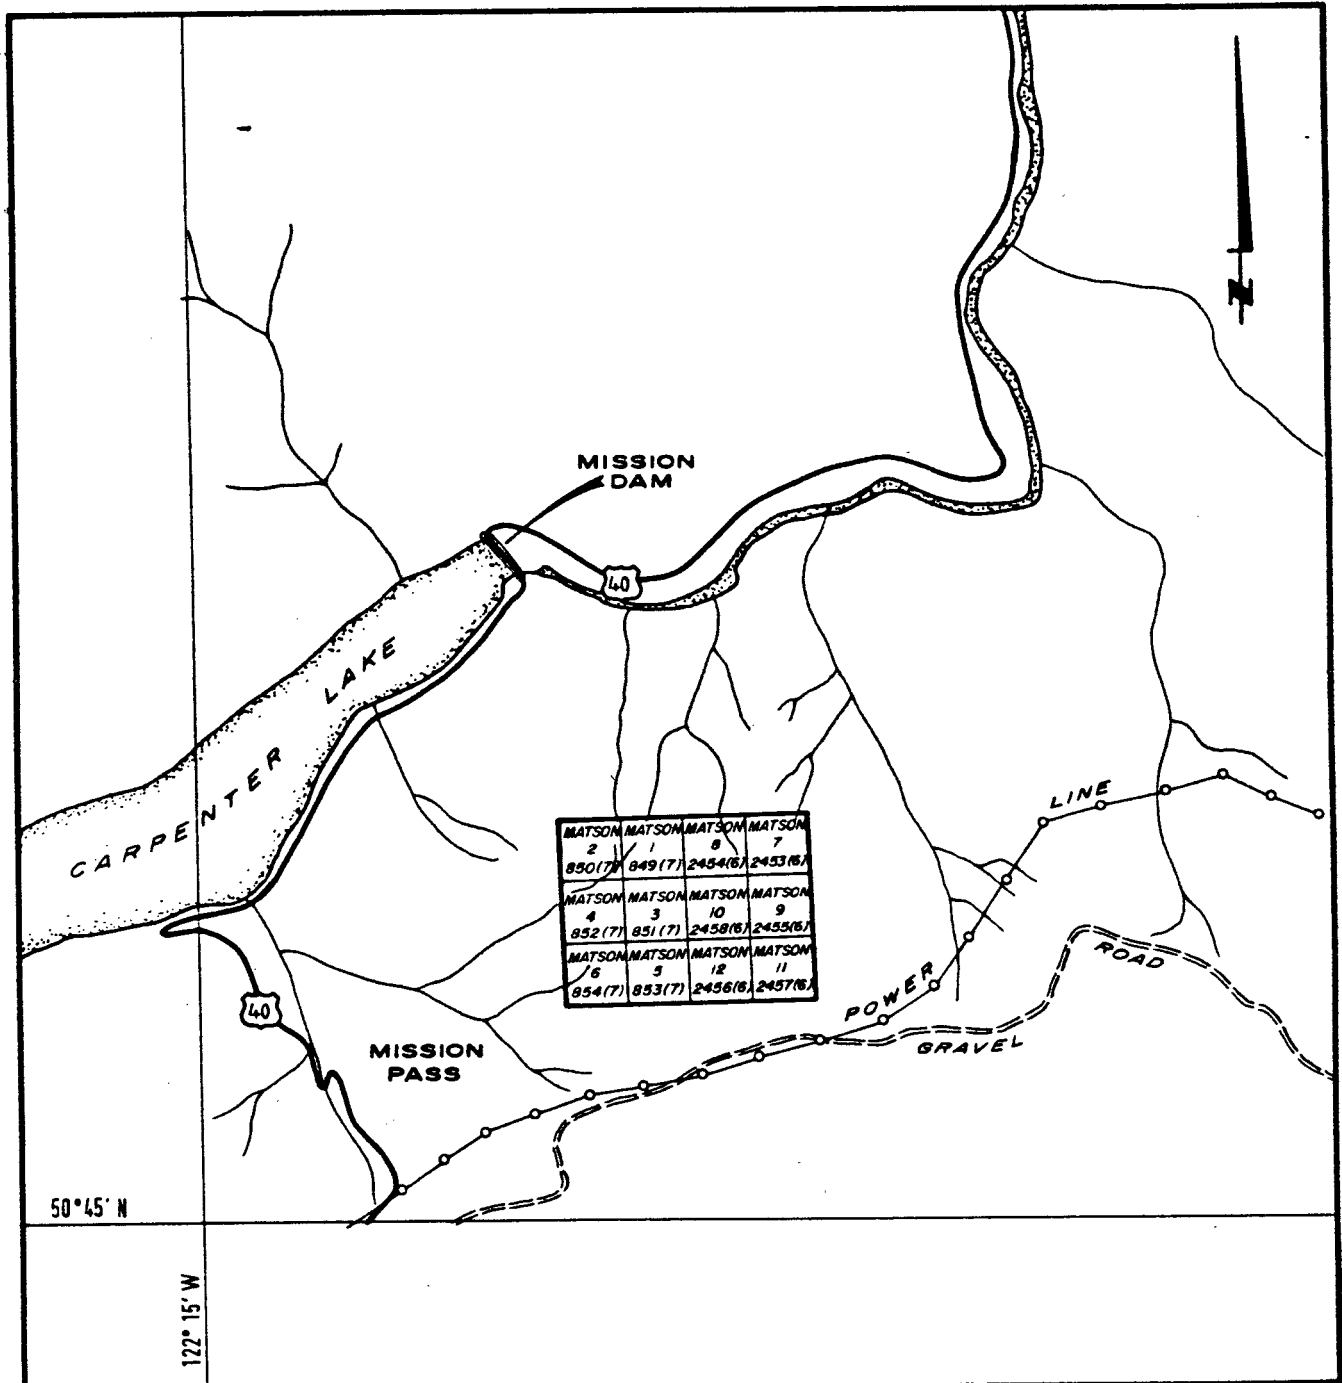 N
MISSION
DAM
40
LAKE
CARPENTER
LINE
MATSON MATSON MATSON MATSON
2 1 8 7
850(7) 849(7) 2454(6) 2453(6)
MATSON MATSON MATSON MATSON
4 3 10 9
852(7) 851(7) 2458(6) 2455(6)
MATSON MATSON MATSON MATSON
6 5 12 11
854(7) 853(7) 2456(6) 2457(6)
ROAD
POWER
GRAVEL
40
MISSION
PASS
50°45' N
122° 15' W